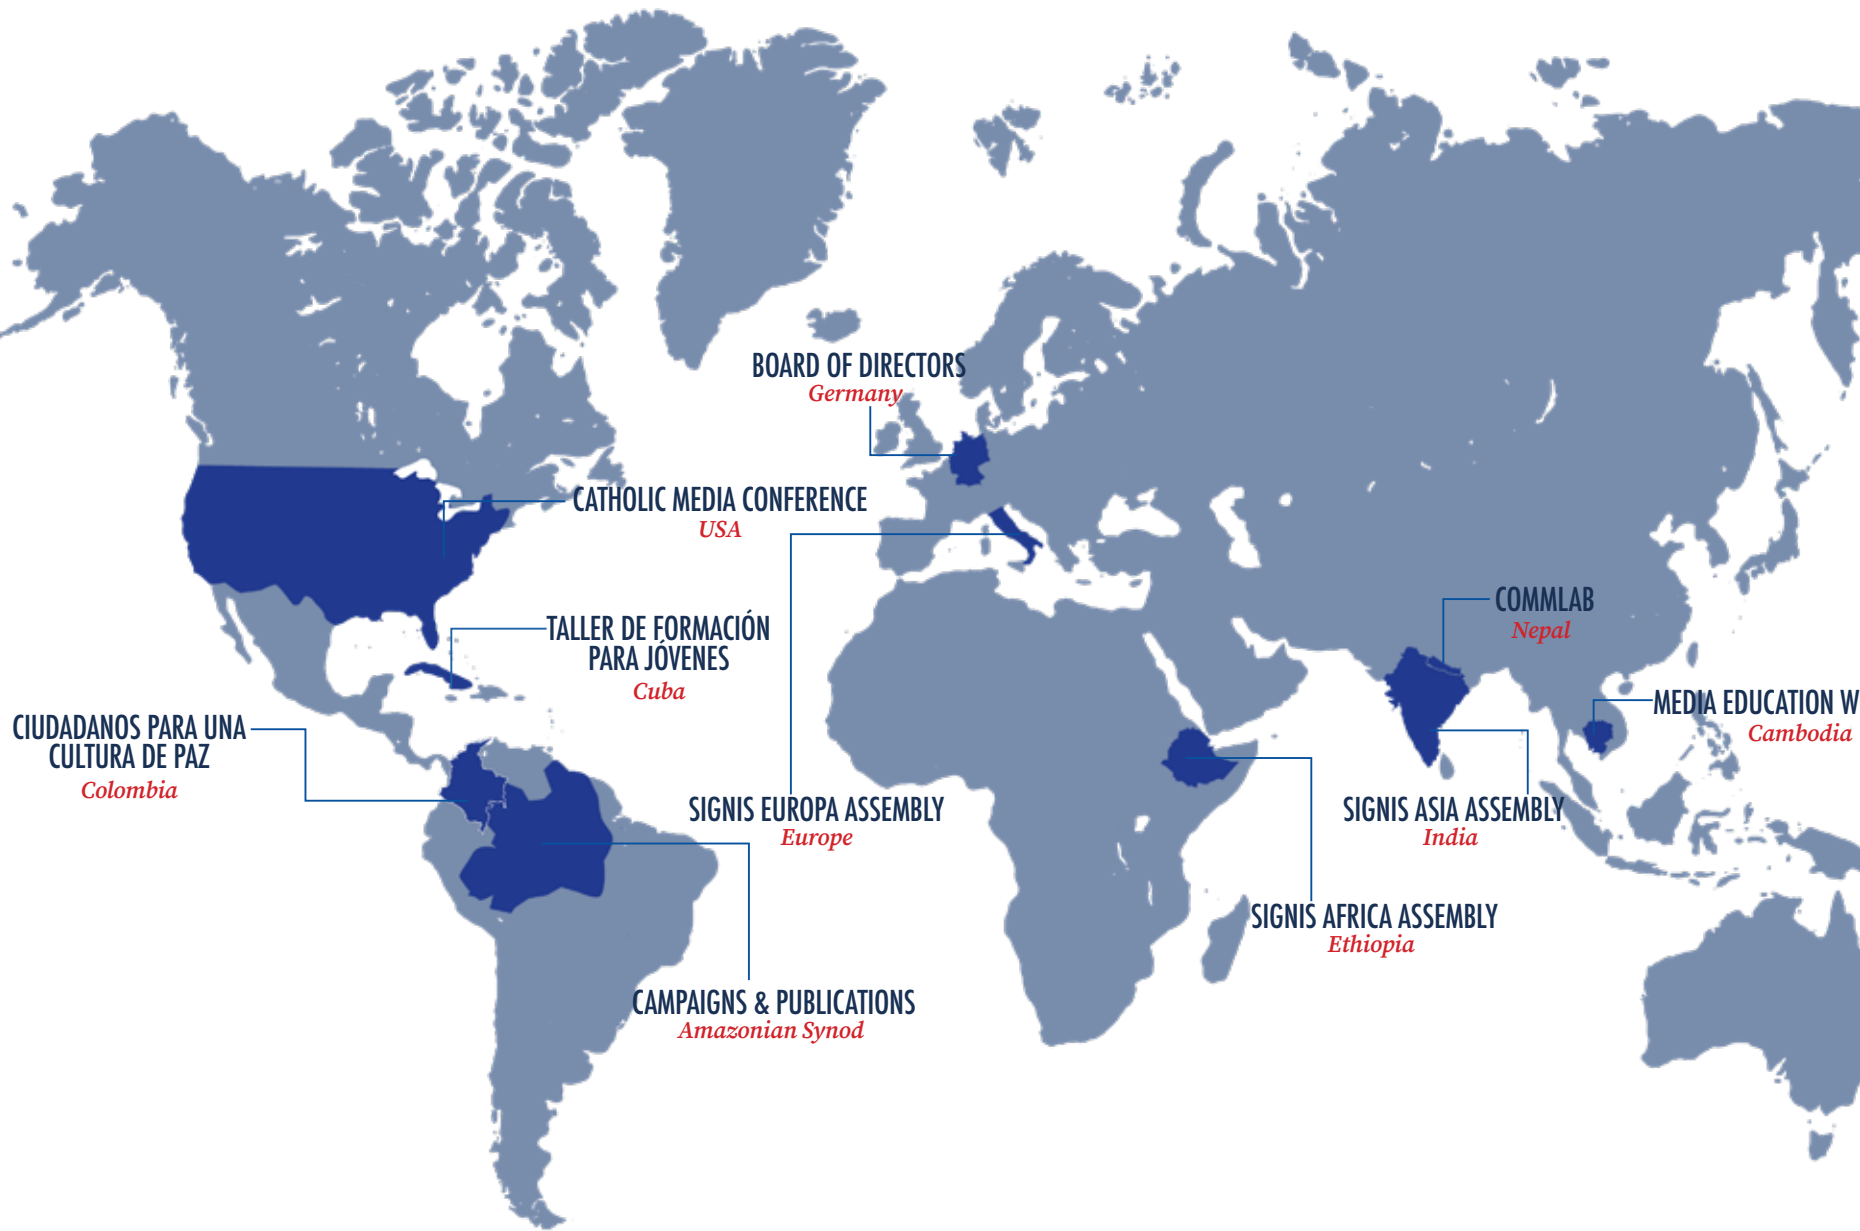 BOARD OF DIRECTORS
Germany
CATHOLIC MEDIA CONFERENCE
USA
TALLER DE FORMACIÓN
PARA JÓVENES
Cuba
COMMLAB
Nepal
CIUDADANOS PARA UNA
CULTURA DE PAZ
Colombia
MEDIA EDUCATION W
Cambodia
SIGNIS EUROPA ASSEMBLY
Europe
SIGNIS ASIA ASSEMBLY
India
SIGNIS AFRICA ASSEMBLY
Ethiopia
CAMPAIGNS & PUBLICATIONS
Amazonian Synod